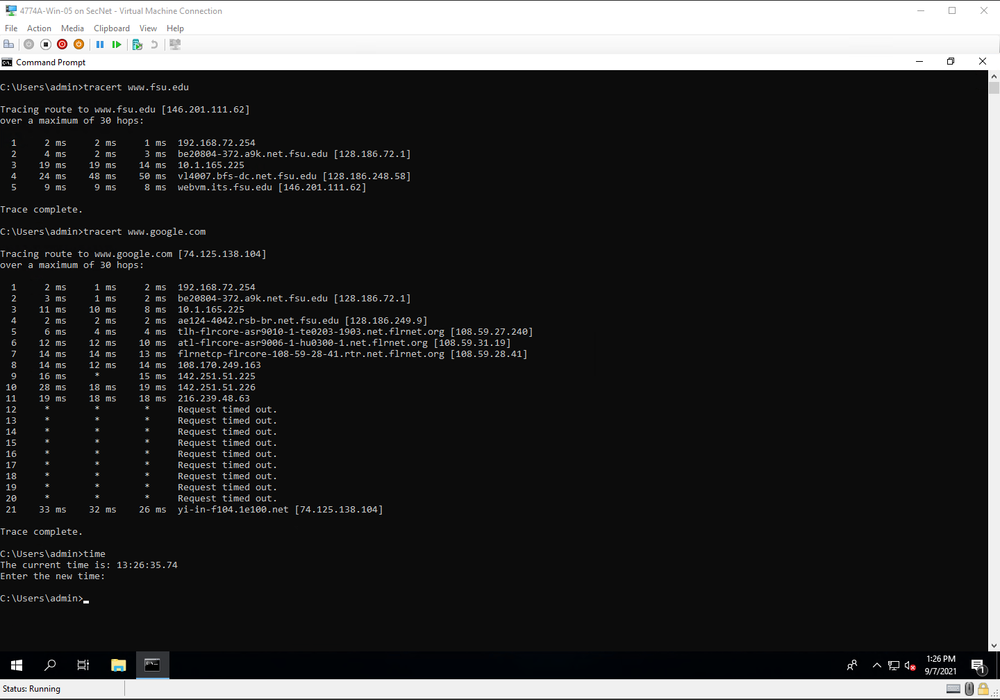 4774A-Win-05 on SecNet - Virtual Machine Connection
File Action Media Clipboard View Help
Command Prompt
C:\Users\admin>tracert www.fsu.edu
Tracing route to www.fsu.edu [146.201.111.62]
over a maximum of 30 hops:
1 2 ms 2 ms 1 ms 192.168.72.254
2 4 ms 2 ms 3 ms be20804-372.a9k.net.fsu.edu [128.186.72.1]
3 19 ms 19 ms 14 ms 10.1.165.225
4 24 ms 48 ms 50 ms vl4007.bfs-dc.net.fsu.edu [128.186.248.58]
5 9 ms 9 ms 8 ms webvm.its.fsu.edu [146.201.111.62]
Trace complete.
C:\Users\admin>tracert www.google.com
Tracing route to www.google.com [74.125.138.104]
over a maximum of 30 hops:
1 2 ms 1 ms 2 ms 192.168.72.254
2 3 ms 1 ms 2 ms be20804-372.a9k.net.fsu.edu [128.186.72.1]
3 11 ms 10 ms 8 ms 10.1.165.225
4 2 ms 2 ms 2 ms ae124-4042.rsb-br.net.fsu.edu [128.186.249.9]
5 6 ms 4 ms 4 ms tlh-flrcore-asr9010-1-te0203-1903.net.flrnet.org [108.59.27.240]
6 12 ms 12 ms 10 ms atl-flrcore-asr9006-1-hu0300-1.net.flrnet.org [108.59.31.19]
7 14 ms 14 ms 13 ms flrnetcp-flrcore-108-59-28-41.rtr.net.flrnet.org [108.59.28.41]
8 14 ms 12 ms 14 ms 108.170.249.163
9 16 ms * 15 ms 142.251.51.225
10 28 ms 18 ms 19 ms 142.251.51.226
11 19 ms 18 ms 18 ms 216.239.48.63
12 * * * Request timed out.
13 * * * Request timed out.
14 * * * Request timed out.
15 * * * Request timed out.
16 * * * Request timed out.
17 * * * Request timed out.
18 * * * Request timed out.
19 * * * Request timed out.
20 * * * Request timed out.
21 33 ms 32 ms 26 ms yi-in-f104.1e100.net [74.125.138.104]
Trace complete.
C:\Users\admin>time
The current time is: 13:26:35.74
Enter the new time:
C:\Users\admin>_
1:26 PM
9/7/2021
1
Status: Running